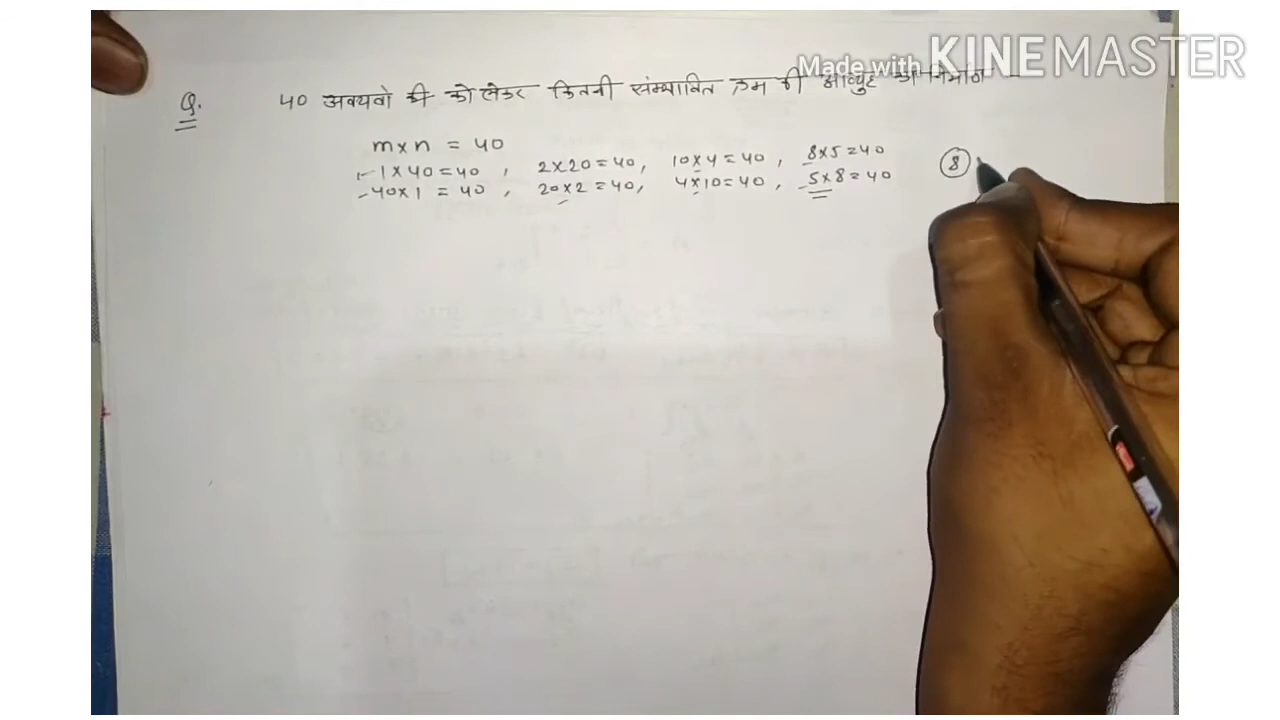 Made with KINEMASTER
Q. 40 अवयवो की को लेकर कितनी संम्भावित क्रम की आव्युह का निर्माण -
m×n = 40
1×40=40, 2×20=40, 10×4=40, 8×5=40
40×1=40, 20×2=40, 4×10=40, 5×8=40
8